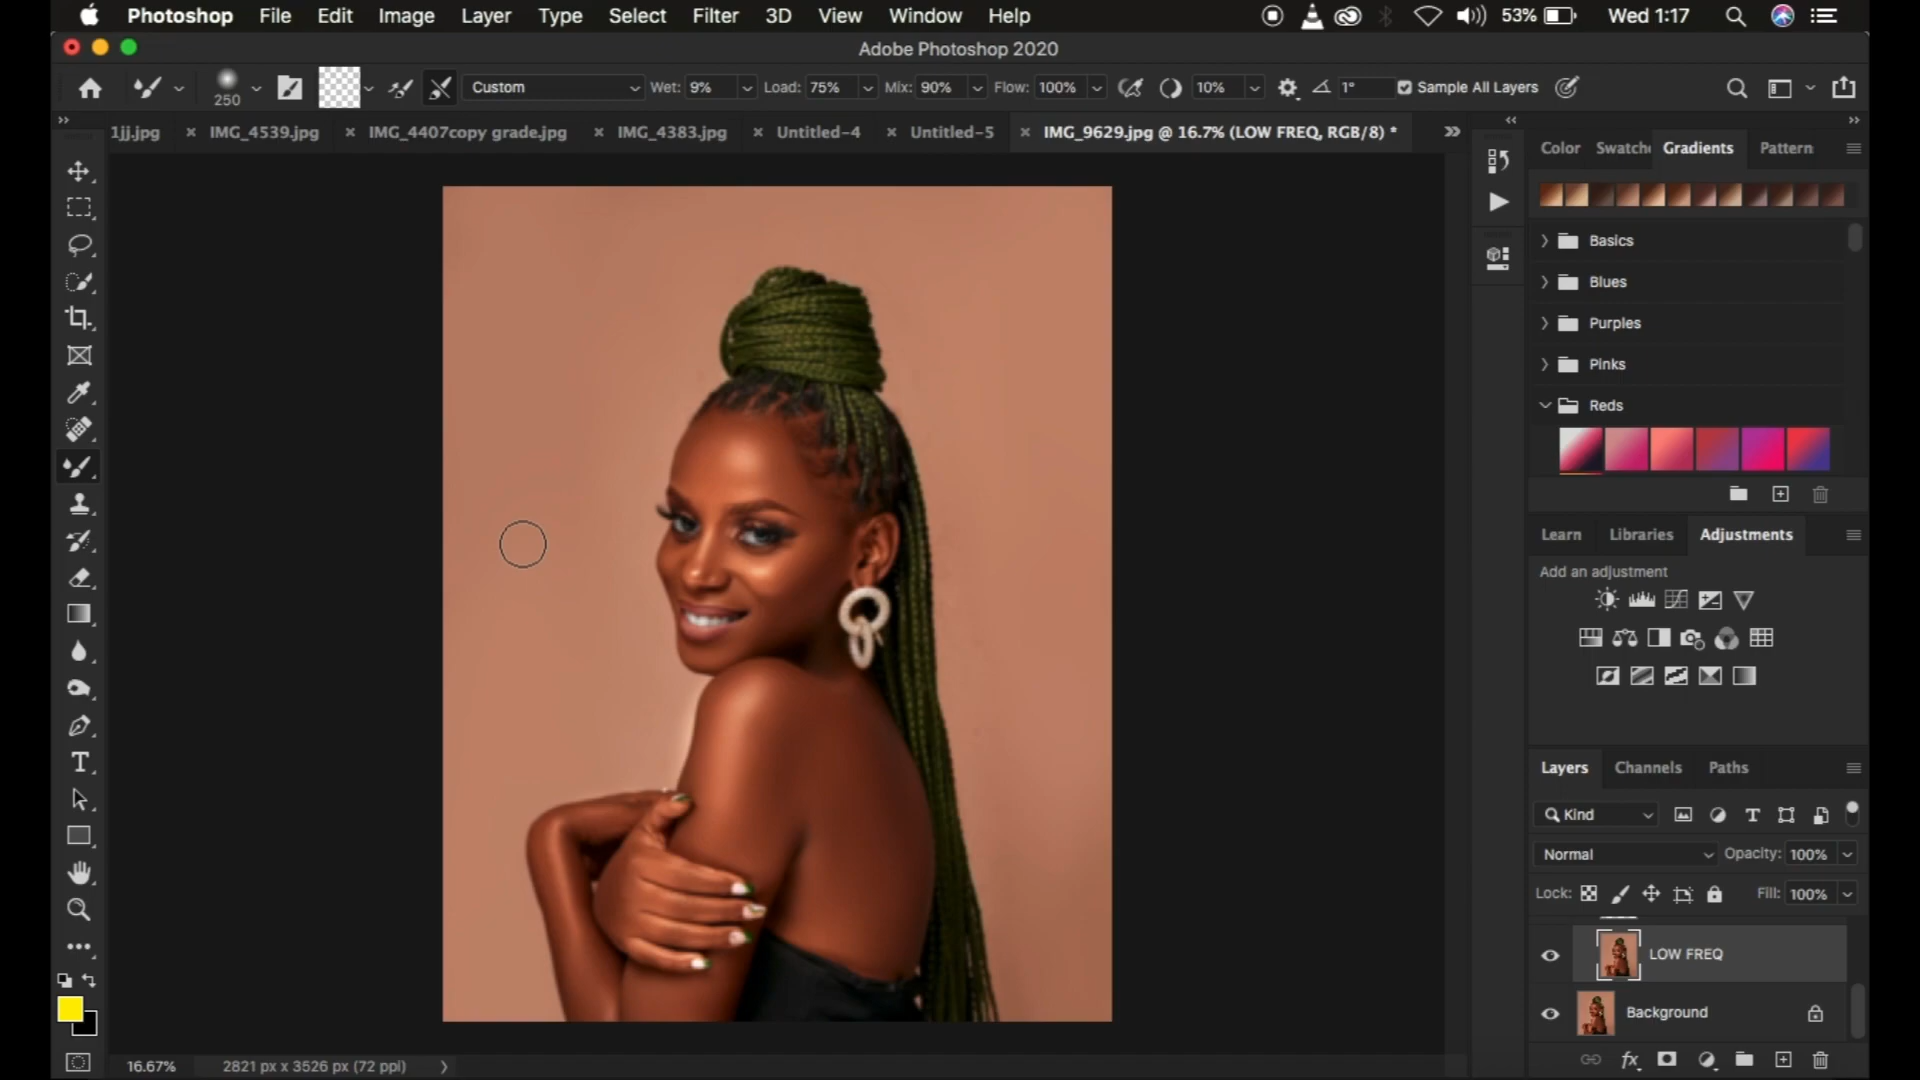 Photoshop File Edit Image Layer Type Select Filter 3D View Window Help 53% Wed 1:17
Adobe Photoshop 2020
250 Custom Wet: 9% Load: 75% Mix: 90% Flow: 100% 10% 1° Sample All Layers
1jj.jpg IMG_4539.jpg IMG_4407copy grade.jpg IMG_4383.jpg Untitled-4 Untitled-5 IMG_9629.jpg @ 16.7% (LOW FREQ, RGB/8) *
Color Swatche Gradients Pattern
Basics
Blues
Purples
Pinks
Reds
Learn Libraries Adjustments
Add an adjustment
Layers Channels Paths
Kind
Normal Opacity: 100%
Lock: Fill: 100%
LOW FREQ
Background
16.67% 2821 px x 3526 px (72 ppi)